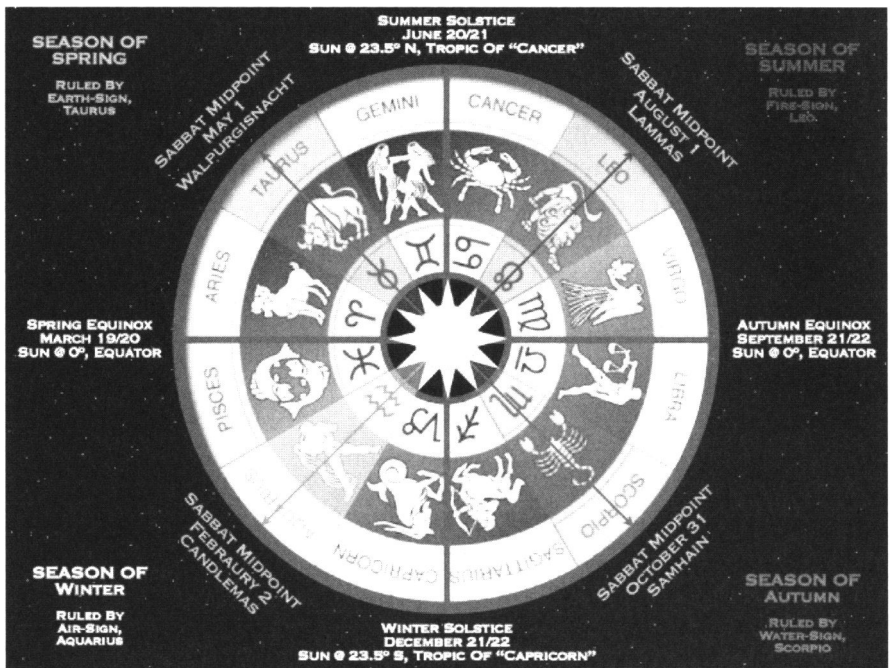 SUMMER SOLSTICE
JUNE 20/21
SUN @ 23.5° N, TROPIC OF “CANCER”
SEASON OF
SPRING
RULED BY
EARTH-SIGN,
TAURUS
SABBAT MIDPOINT
MAY 1
WALPURGISNACHT
SEASON OF
SUMMER
RULED BY
FIRE-SIGN,
LEO.
SABBAT MIDPOINT
AUGUST 1
LAMMAS
GEMINI
CANCER
TAURUS
LEO
ARIES
VIRGO
♊
♋
♉
♌
♈
♍
SPRING EQUINOX
MARCH 19/20
SUN @ 0°, EQUATOR
AUTUMN EQUINOX
SEPTEMBER 21/22
SUN @ 0°, EQUATOR
♓
♎
♒
♏
♑
♐
PISCES
LIBRA
SCORPIO
CAPRICORN
SAGITTARIUS
SABBAT MIDPOINT
FEBRAURY 2
CANDLEMAS
SABBAT MIDPOINT
OCTOBER 31
SAMHAIN
SEASON OF
WINTER
RULED BY
AIR-SIGN,
AQUARIUS
SEASON OF
AUTUMN
RULED BY
WATER-SIGN,
SCORPIO
WINTER SOLSTICE
DECEMBER 21/22
SUN @ 23.5° S, TROPIC OF “CAPRICORN”